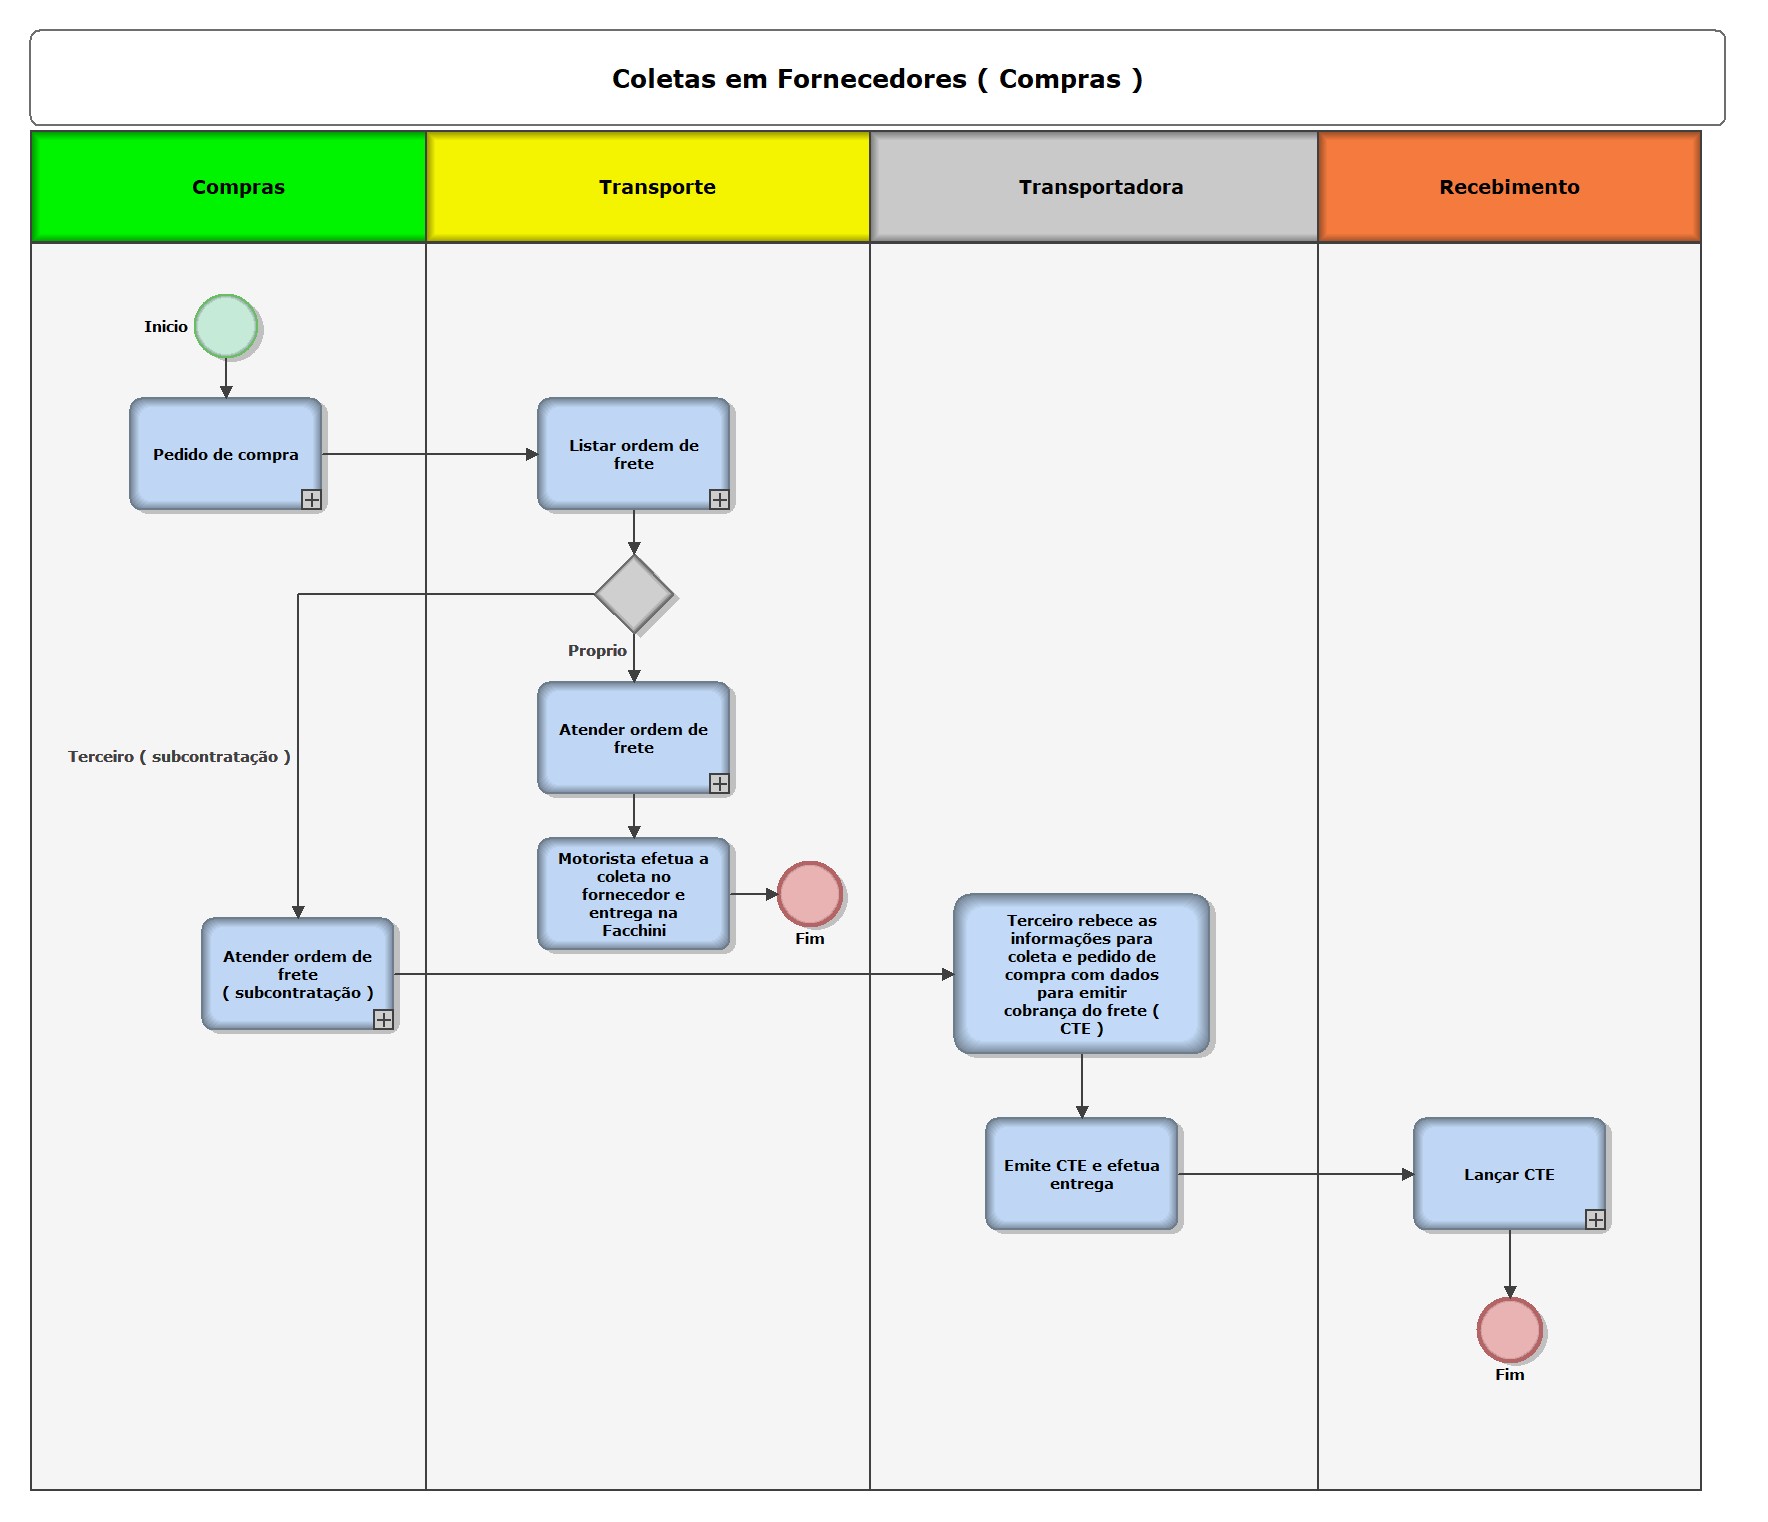 Coletas em Fornecedores ( Compras )
Compras
Transporte
Transportadora
Recebimento
Inicio
Pedido de compra
Listar ordem de
frete
Proprio
Atender ordem de
frete
Terceiro ( subcontratação )
Motorista efetua a
coleta no
fornecedor e
entrega na
Facchini
Fim
Atender ordem de
frete
( subcontratação )
Terceiro rebece as
informações para
coleta e pedido de
compra com dados
para emitir
cobrança do frete (
CTE )
Emite CTE e efetua
entrega
Lançar CTE
Fim